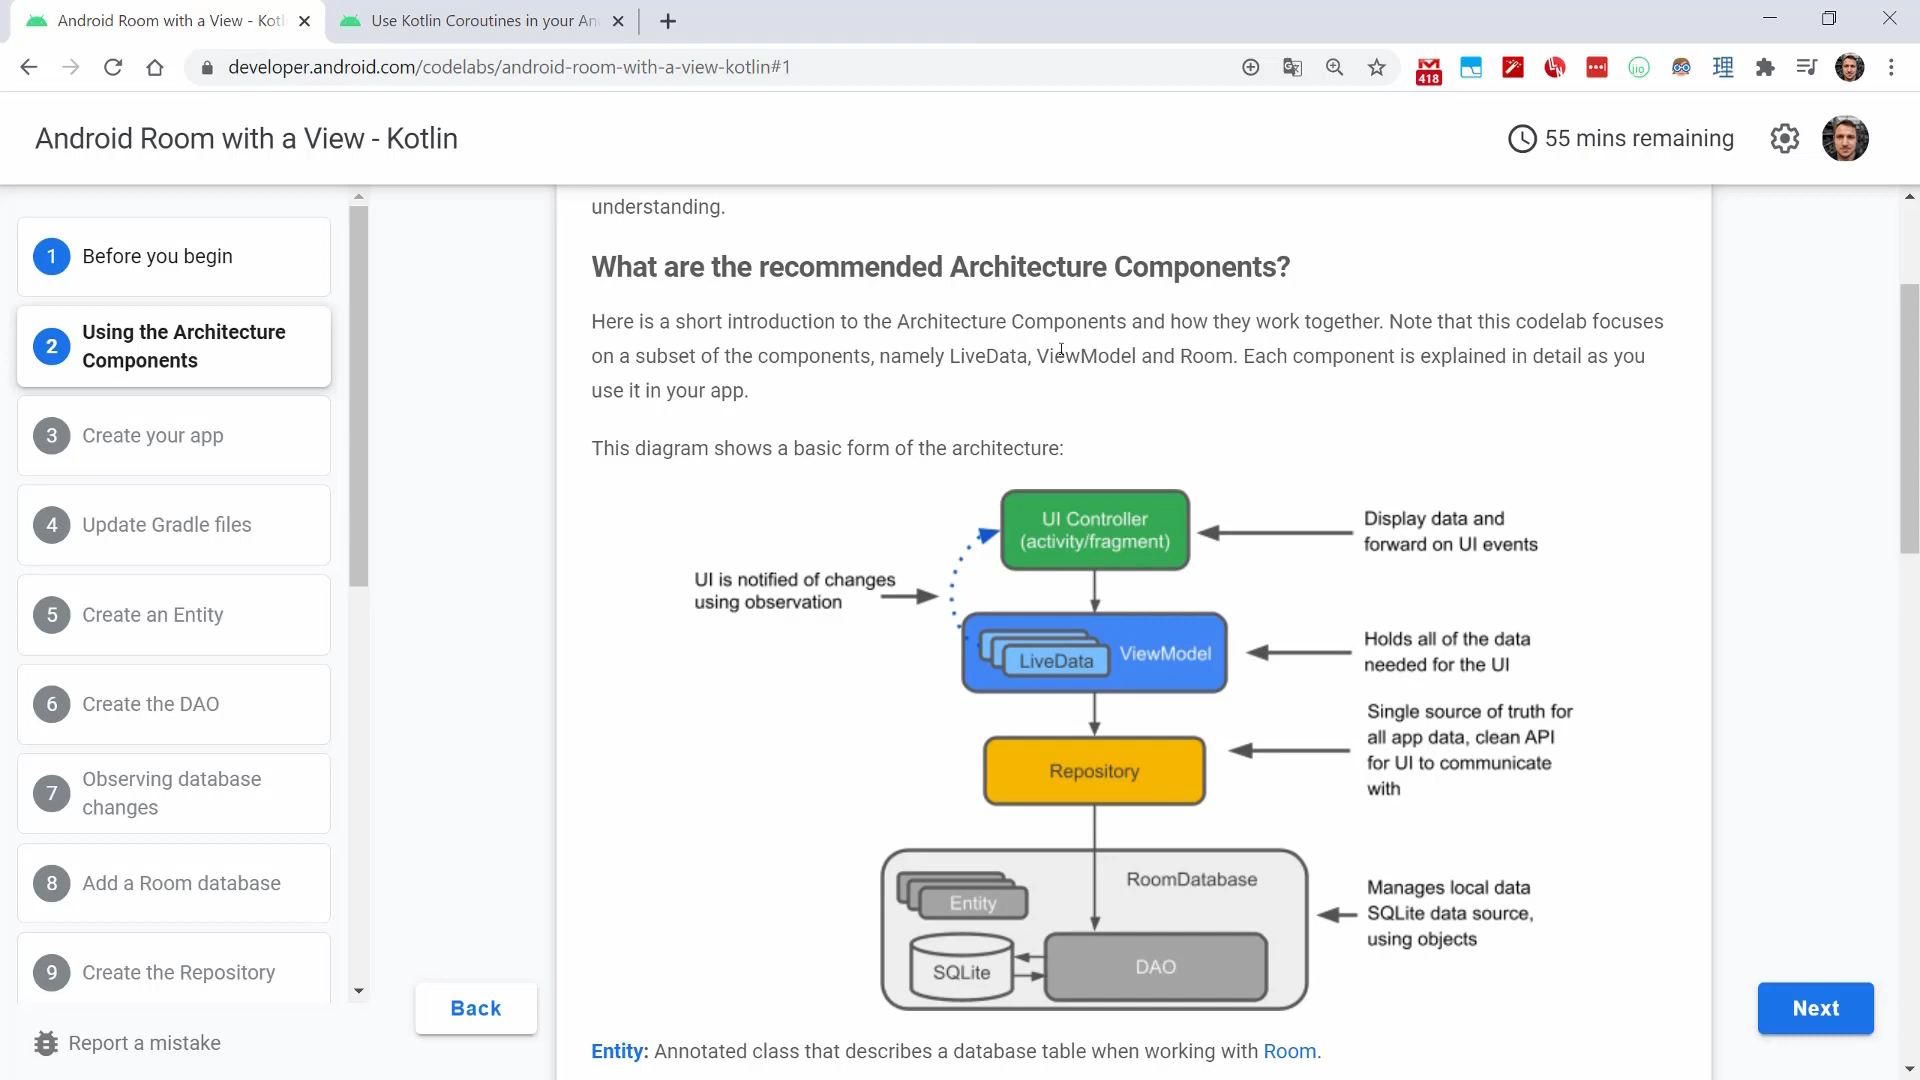 Android Room with a View - Kotl
Use Kotlin Coroutines in your An
developer.android.com/codelabs/android-room-with-a-view-kotlin#1
418
jio
理
Android Room with a View - Kotlin
55 mins remaining
1 Before you begin
2 Using the Architecture
Components
3 Create your app
4 Update Gradle files
5 Create an Entity
6 Create the DAO
7 Observing database
changes
8 Add a Room database
9 Create the Repository
Report a mistake
understanding.
What are the recommended Architecture Components?
Here is a short introduction to the Architecture Components and how they work together. Note that this codelab focuses
on a subset of the components, namely LiveData, ViewModel and Room. Each component is explained in detail as you
use it in your app.
This diagram shows a basic form of the architecture:
UI Controller
(activity/fragment)
Display data and
forward on UI events
UI is notified of changes
using observation
LiveData
ViewModel
Holds all of the data
needed for the UI
Repository
Single source of truth for
all app data, clean API
for UI to communicate
with
RoomDatabase
Entity
SQLite
DAO
Manages local data
SQLite data source,
using objects
Back
Next
Entity: Annotated class that describes a database table when working with Room.